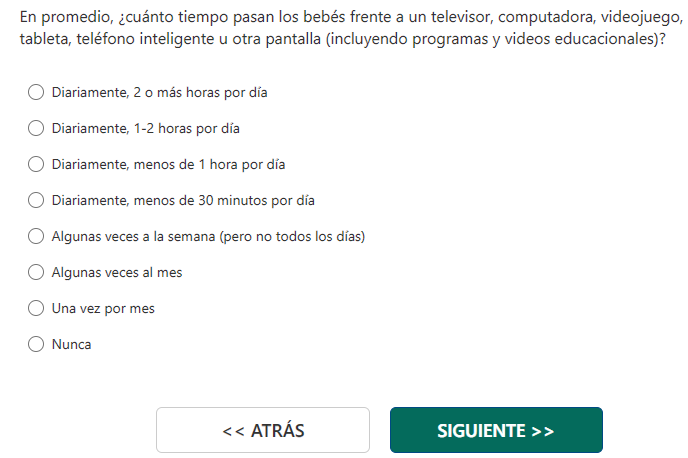 En promedio, ¿cuánto tiempo pasan los bebés frente a un televisor, computadora, videojuego,
tableta, teléfono inteligente u otra pantalla (incluyendo programas y videos educacionales)?
Diariamente, 2 o más horas por día
Diariamente, 1-2 horas por día
Diariamente, menos de 1 hora por día
Diariamente, menos de 30 minutos por día
Algunas veces a la semana (pero no todos los días)
Algunas veces al mes
Una vez por mes
Nunca
<< ATRÁS
SIGUIENTE >>